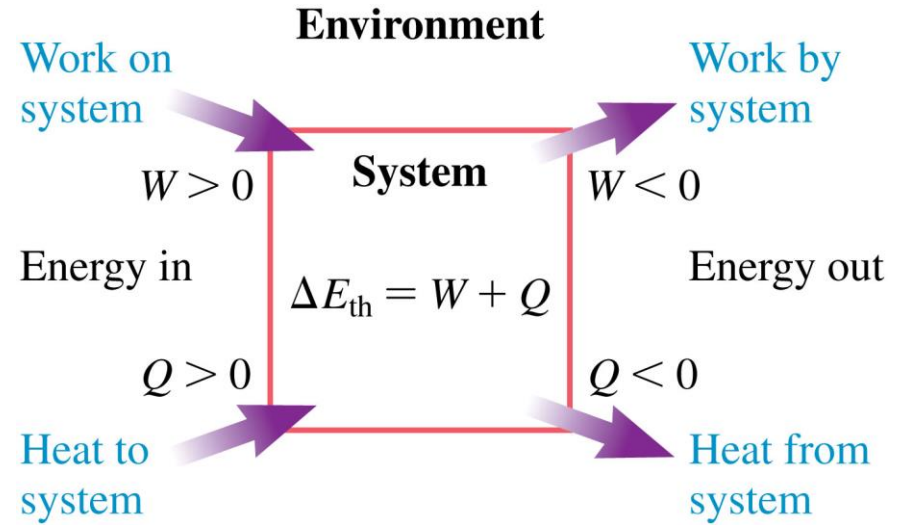 Environment
Work on
system
Work by
system
W > 0
System
W < 0
Energy in
ΔEth = W + Q
Energy out
Q > 0
Q < 0
Heat to
system
Heat from
system